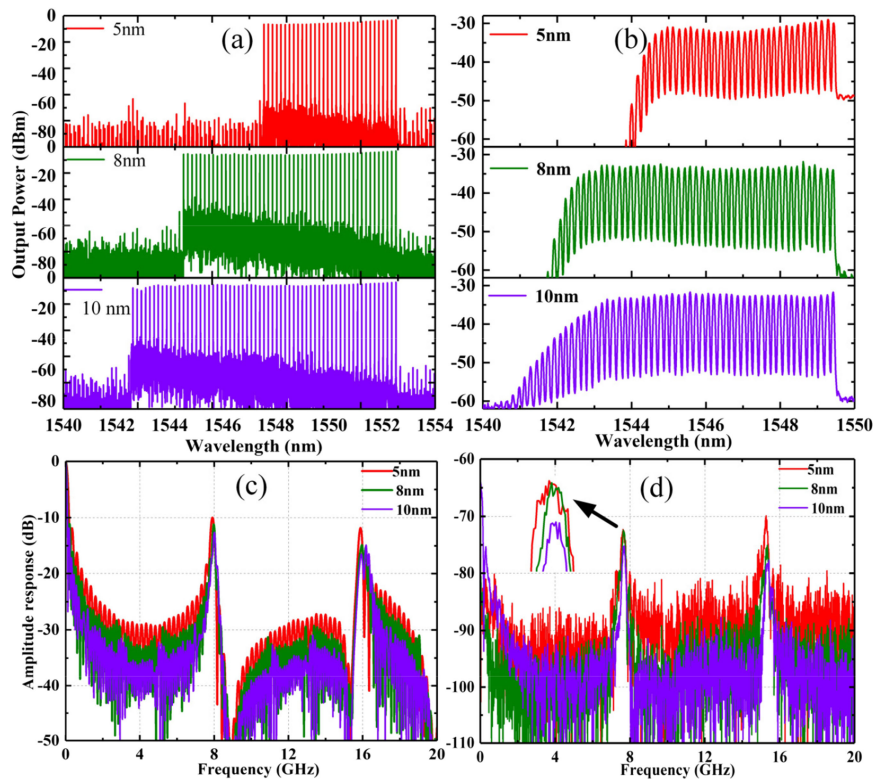 Output Power (dBm)
(a)
5nm
0
-20
-40
-60
-80
0
8nm
-20
-40
-60
-80
0
10 nm
-20
-40
-60
-80
1540 1542 1544 1546 1548 1550 1552 1554
Wavelength (nm)
(b)
5nm
-30
-40
-50
-60
8nm
-30
-40
-50
-60
10nm
-30
-40
-50
-60
1540 1542 1544 1546 1548 1550
Wavelength (nm)
Amplitude response (dB)
(c)
5nm
8nm
10nm
0
-10
-20
-30
-40
-50
0 4 8 12 16 20
Frequency (GHz)
(d)
5nm
8nm
10nm
-60
-70
-80
-90
-100
-110
0 4 8 12 16 20
Frequency (GHz)